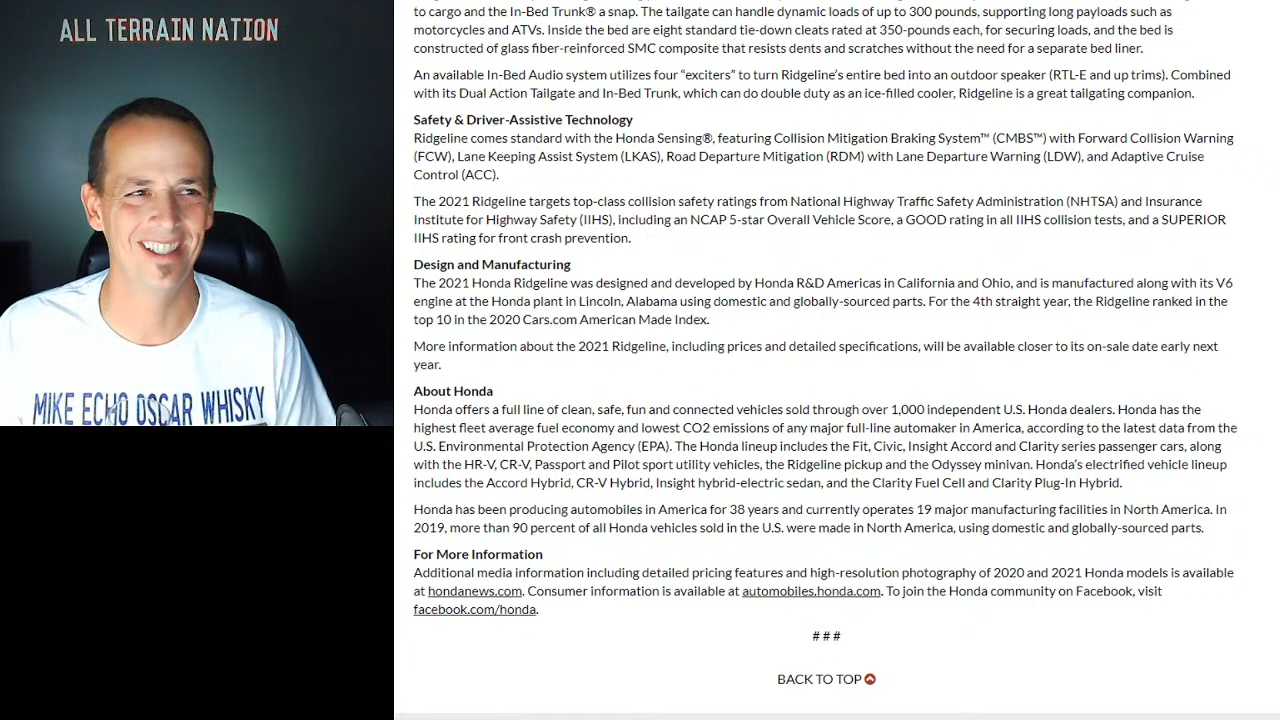 ALL TERRAIN NATION
MIKE ECHO OSCAR WHISKY
to cargo and the In-Bed Trunk® a snap. The tailgate can handle dynamic loads of up to 300 pounds, supporting long payloads such as
motorcycles and ATVs. Inside the bed are eight standard tie-down cleats rated at 350-pounds each, for securing loads, and the bed is
constructed of glass fiber-reinforced SMC composite that resists dents and scratches without the need for a separate bed liner.
An available In-Bed Audio system utilizes four “exciters” to turn Ridgeline’s entire bed into an outdoor speaker (RTL-E and up trims). Combined
with its Dual Action Tailgate and In-Bed Trunk, which can do double duty as an ice-filled cooler, Ridgeline is a great tailgating companion.
Safety & Driver-Assistive Technology
Ridgeline comes standard with the Honda Sensing®, featuring Collision Mitigation Braking System™ (CMBS™) with Forward Collision Warning
(FCW), Lane Keeping Assist System (LKAS), Road Departure Mitigation (RDM) with Lane Departure Warning (LDW), and Adaptive Cruise
Control (ACC).
The 2021 Ridgeline targets top-class collision safety ratings from National Highway Traffic Safety Administration (NHTSA) and Insurance
Institute for Highway Safety (IIHS), including an NCAP 5-star Overall Vehicle Score, a GOOD rating in all IIHS collision tests, and a SUPERIOR
IIHS rating for front crash prevention.
Design and Manufacturing
The 2021 Honda Ridgeline was designed and developed by Honda R&D Americas in California and Ohio, and is manufactured along with its V6
engine at the Honda plant in Lincoln, Alabama using domestic and globally-sourced parts. For the 4th straight year, the Ridgeline ranked in the
top 10 in the 2020 Cars.com American Made Index.
More information about the 2021 Ridgeline, including prices and detailed specifications, will be available closer to its on-sale date early next
year.
About Honda
Honda offers a full line of clean, safe, fun and connected vehicles sold through over 1,000 independent U.S. Honda dealers. Honda has the
highest fleet average fuel economy and lowest CO2 emissions of any major full-line automaker in America, according to the latest data from the
U.S. Environmental Protection Agency (EPA). The Honda lineup includes the Fit, Civic, Insight Accord and Clarity series passenger cars, along
with the HR-V, CR-V, Passport and Pilot sport utility vehicles, the Ridgeline pickup and the Odyssey minivan. Honda’s electrified vehicle lineup
includes the Accord Hybrid, CR-V Hybrid, Insight hybrid-electric sedan, and the Clarity Fuel Cell and Clarity Plug-In Hybrid.
Honda has been producing automobiles in America for 38 years and currently operates 19 major manufacturing facilities in North America. In
2019, more than 90 percent of all Honda vehicles sold in the U.S. were made in North America, using domestic and globally-sourced parts.
For More Information
Additional media information including detailed pricing features and high-resolution photography of 2020 and 2021 Honda models is available
at hondanews.com. Consumer information is available at automobiles.honda.com. To join the Honda community on Facebook, visit
facebook.com/honda.
# # #
BACK TO TOP